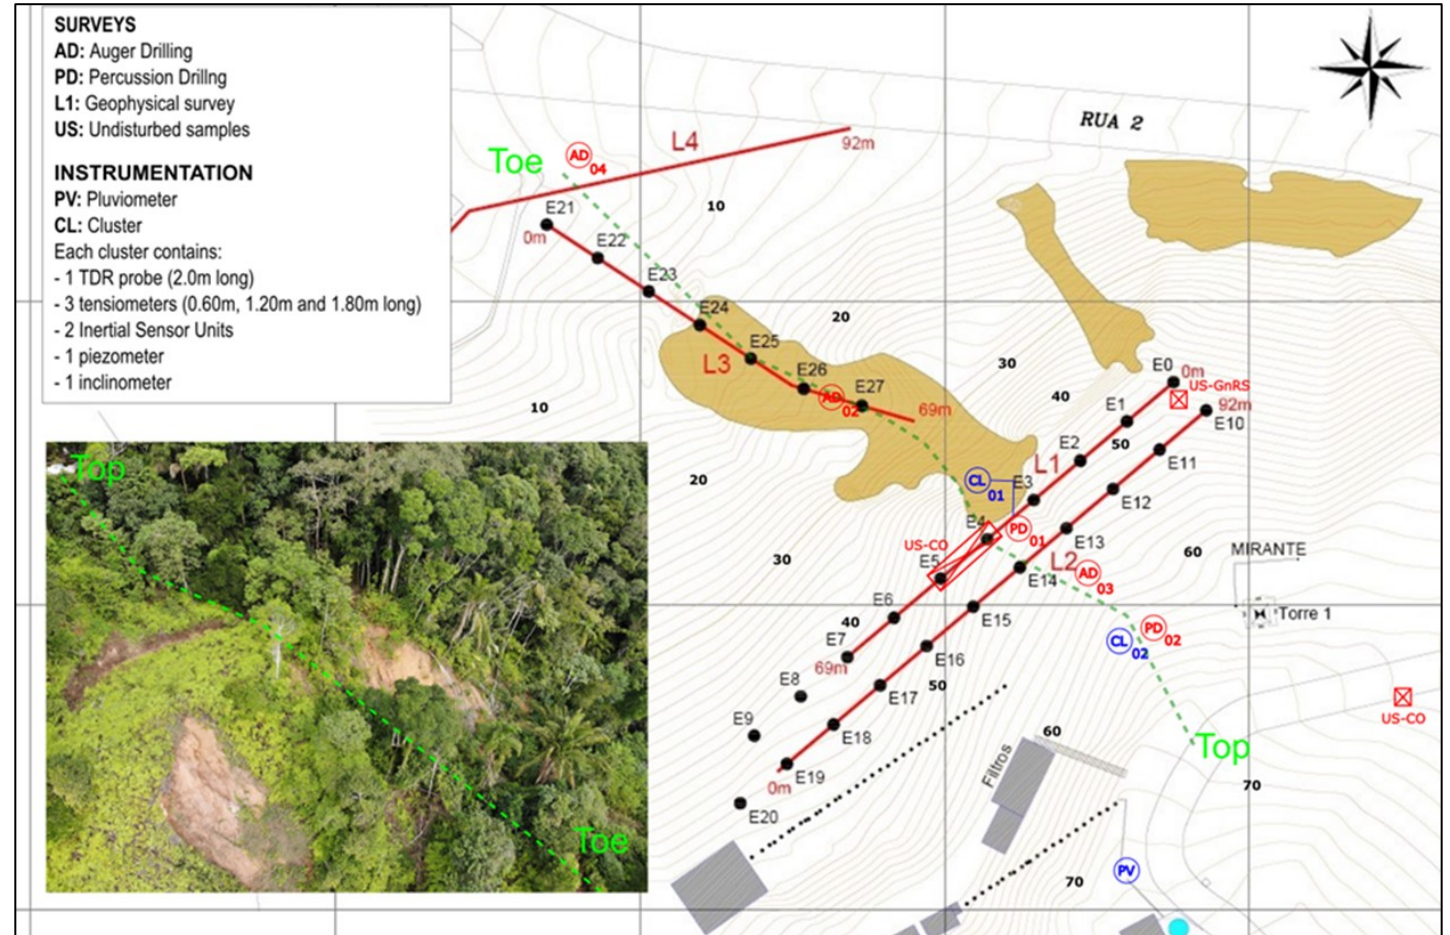 SURVEYS
AD: Auger Drilling
PD: Percussion Drillng
L1: Geophysical survey
US: Undisturbed samples
INSTRUMENTATION
PV: Pluviometer
CL: Cluster
Each cluster contains:
- 1 TDR probe (2.0m long)
- 3 tensiometers (0.60m, 1.20m and 1.80m long)
- 2 Inertial Sensor Units
- 1 piezometer
- 1 inclinometer
RUA 2
L4
92m
Toe
AD
04
E21
0m
10
E22
E23
E24
20
E25
L3
E26
AD
02
E27
69m
30
E0
0m
US-GnRS
40
92m
E10
E1
10
50
E2
E11
L1
20
CL
01
E3
E12
E4
PD
01
E13
US-CO
60
MIRANTE
30
E5
L2
AD
03
E14
E6
Torre 1
40
E15
PD
02
E7
CL
02
69m
E16
E8
50
E17
US-CO
E9
E18
60
Top
Filtros
E19
0m
70
E20
PV
70
Top
Toe